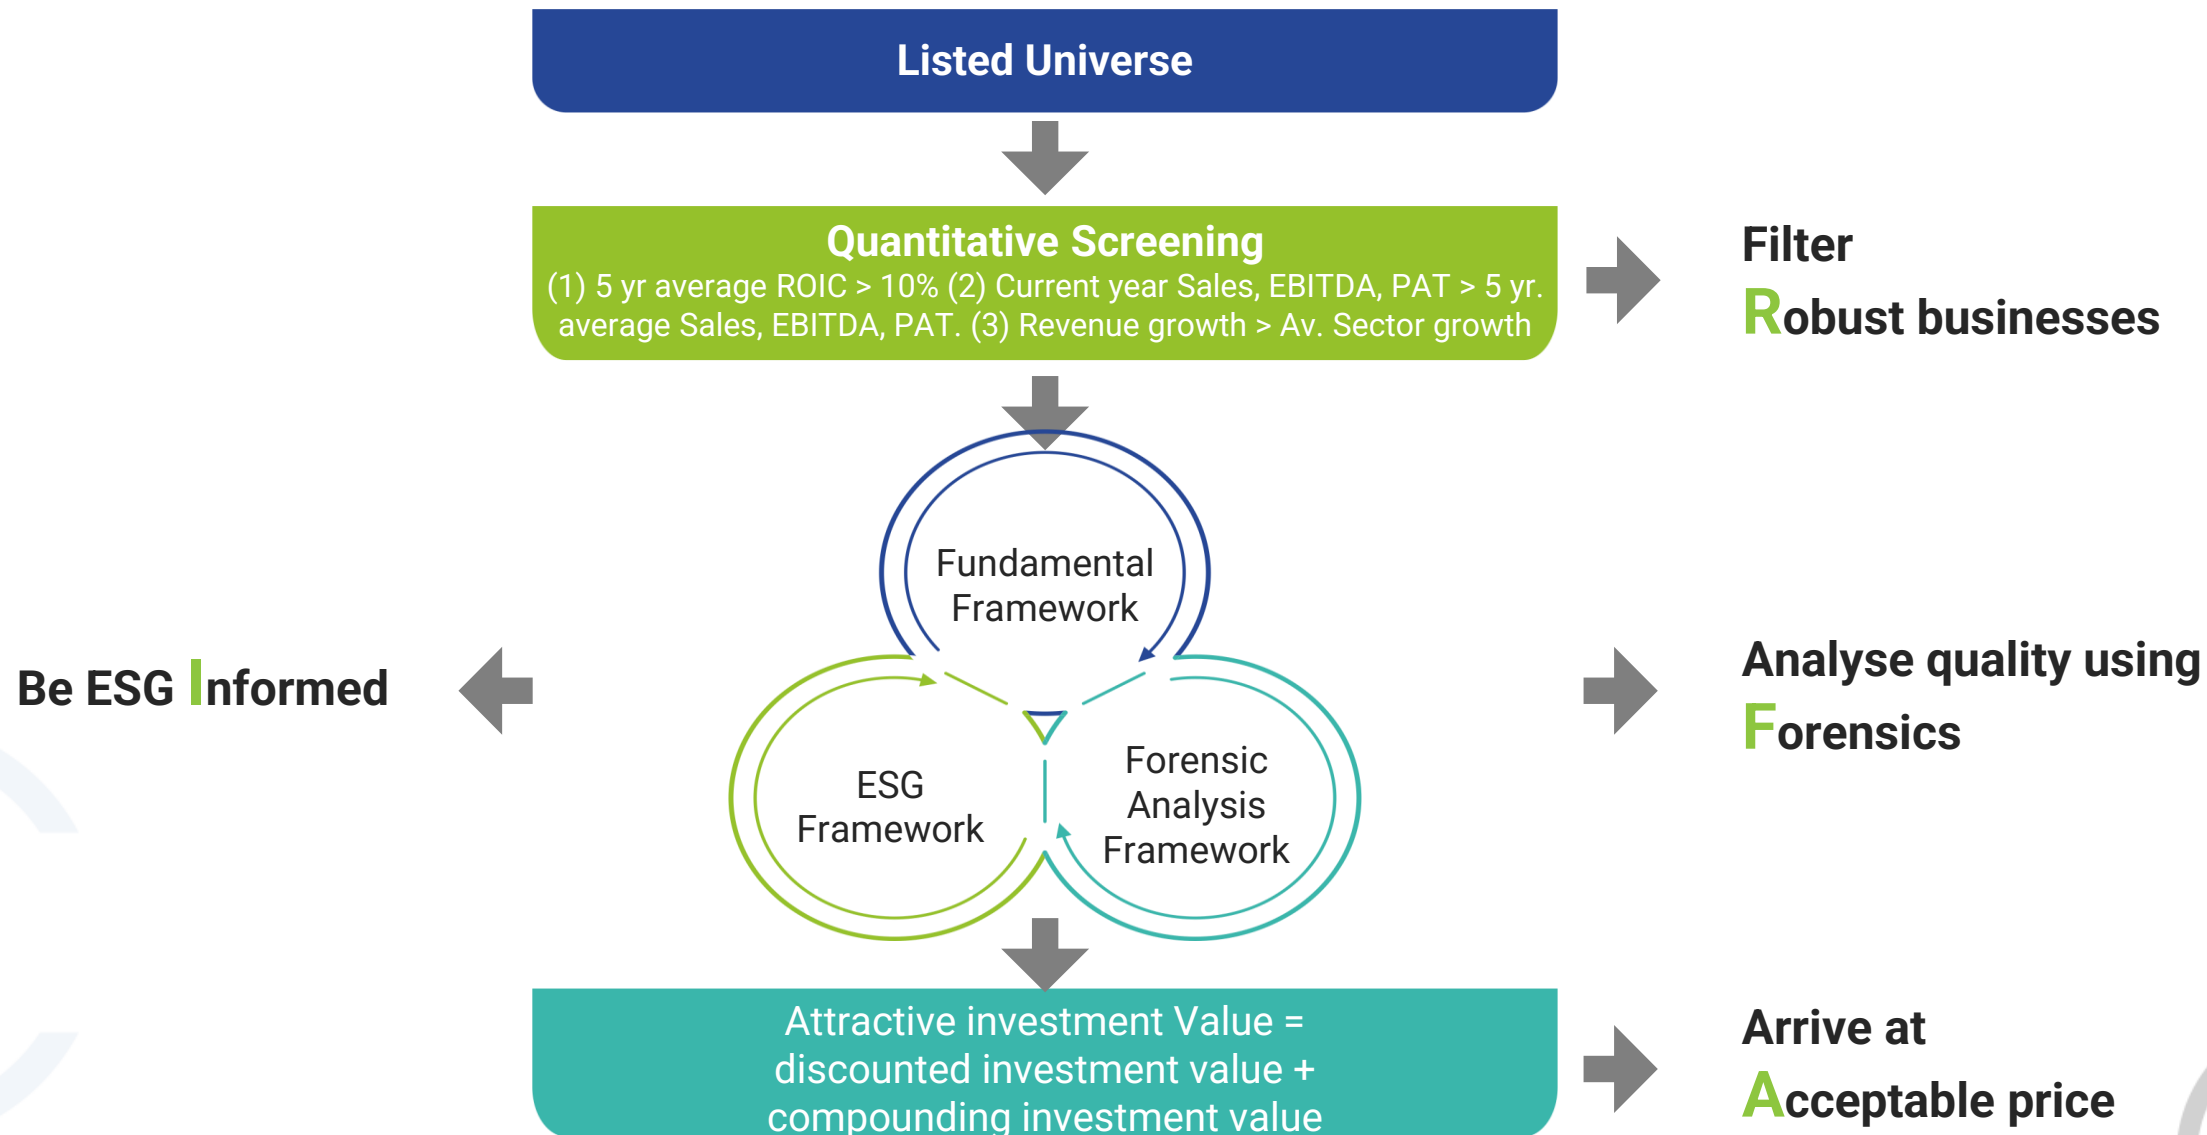 Listed Universe
Quantitative Screening
(1) 5 yr average ROIC > 10% (2) Current year Sales, EBITDA, PAT > 5 yr.
average Sales, EBITDA, PAT. (3) Revenue growth > Av. Sector growth
Filter
Robust businesses
Fundamental
Framework
Be ESG Informed
ESG
Framework
Forensic
Analysis
Framework
Analyse quality using
Forensics
Attractive investment Value =
discounted investment value +
compounding investment value
Arrive at
Acceptable price